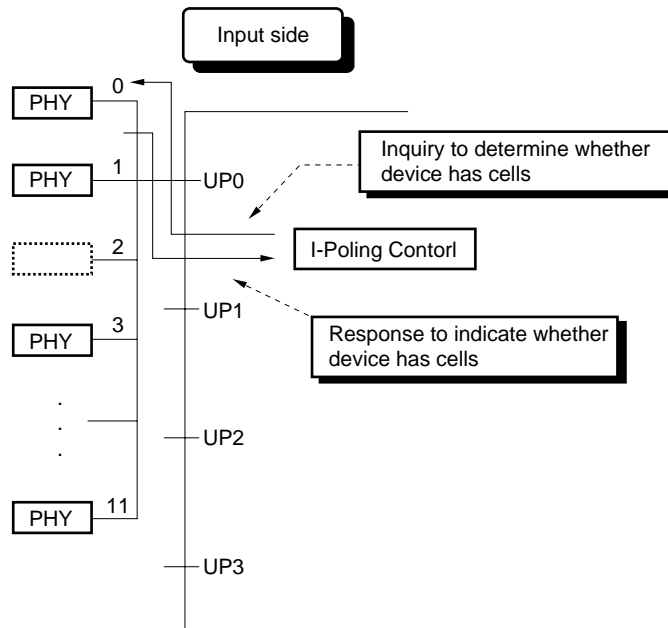 Input side
0
PHY
Inquiry to determine whether
device has cells
1
PHY
UP0
2
I-Poling Contorl
UP1
3
PHY
Response to indicate whether
device has cells
.
.
.
UP2
11
PHY
UP3